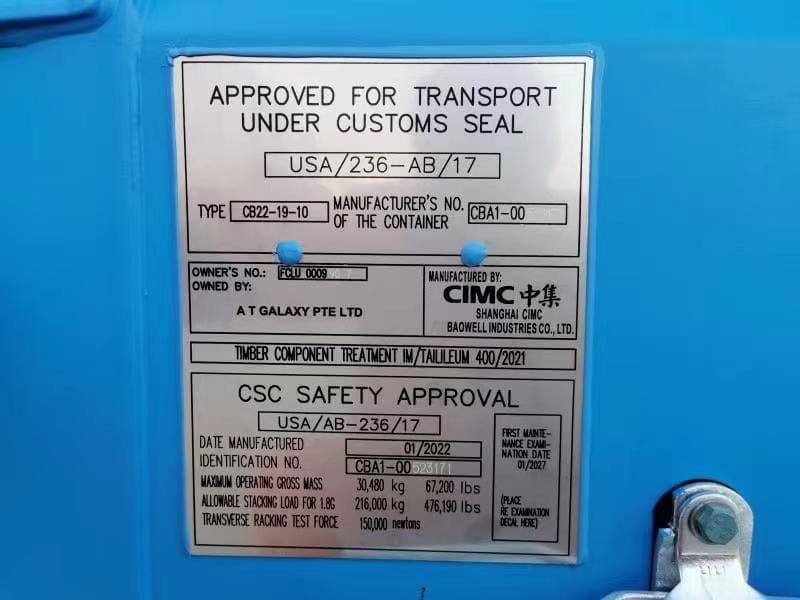 APPROVED FOR TRANSPORT
UNDER CUSTOMS SEAL
USA/236-AB/17
TYPE CB22-19-10 MANUFACTURER'S NO. OF THE CONTAINER CBA1-00
OWNER'S NO.: FCLU 0009
OWNED BY:
A T GALAXY PTE LTD
MANUFACTURED BY:
CIMC 中集
SHANGHAI CIMC
BAOWELL INDUSTRIES CO., LTD.
TIMBER COMPONENT TREATMENT IM/TAILILEUM 400/2021
CSC SAFETY APPROVAL
USA/AB-236/17
DATE MANUFACTURED 01/2022
IDENTIFICATION NO. CBA1-00523171
MAXIMUM OPERATING GROSS MASS 30,480 kg 67,200 lbs
ALLOWABLE STACKING LOAD FOR 1.8G 216,000 kg 476,190 lbs
TRANSVERSE RACKING TEST FORCE 150,000 newtons
FIRST MAINTE-
NANCE EXAMI-
NATION DATE
01/2027
(PLACE
RE EXAMINATION
DECAL HERE)